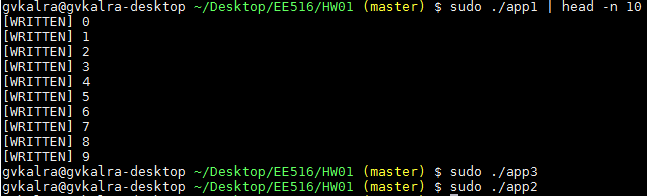 gvkalra@gvkalra-desktop ~/Desktop/EE516/HW01 (master) $ sudo ./app1 | head -n 10
[WRITTEN] 0
[WRITTEN] 1
[WRITTEN] 2
[WRITTEN] 3
[WRITTEN] 4
[WRITTEN] 5
[WRITTEN] 6
[WRITTEN] 7
[WRITTEN] 8
[WRITTEN] 9
gvkalra@gvkalra-desktop ~/Desktop/EE516/HW01 (master) $ sudo ./app3
gvkalra@gvkalra-desktop ~/Desktop/EE516/HW01 (master) $ sudo ./app2